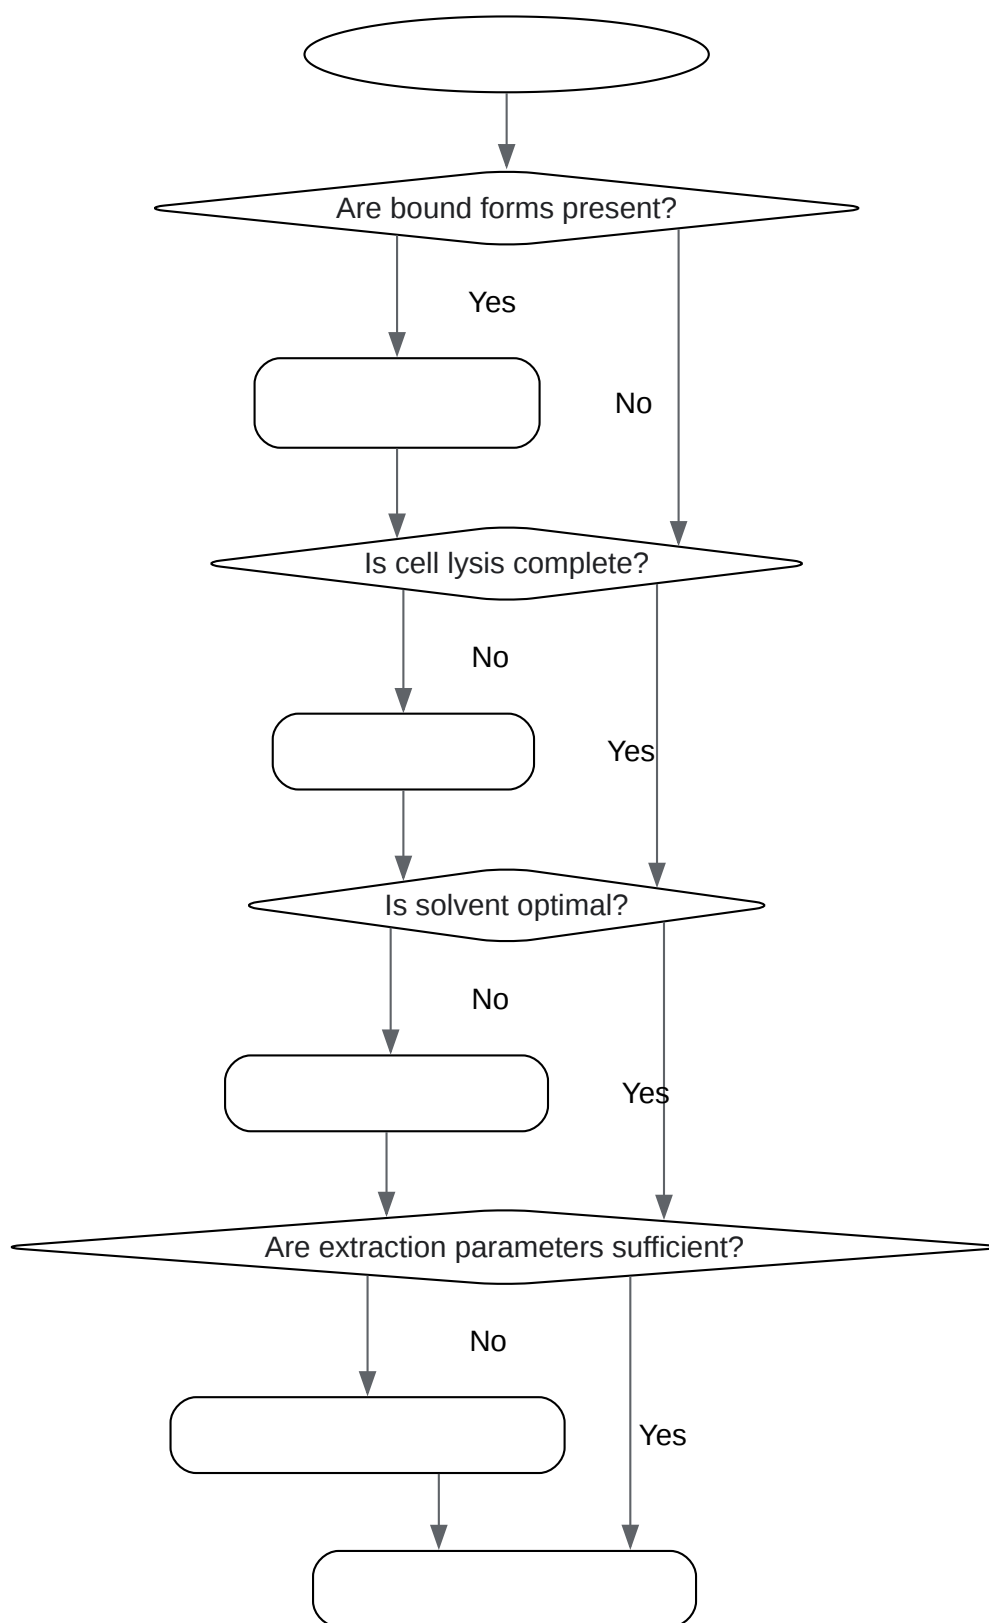 Are bound forms present?
Yes
No
Is cell lysis complete?
No
Yes
Is solvent optimal?
No
Yes
Are extraction parameters sufficient?
No
Yes